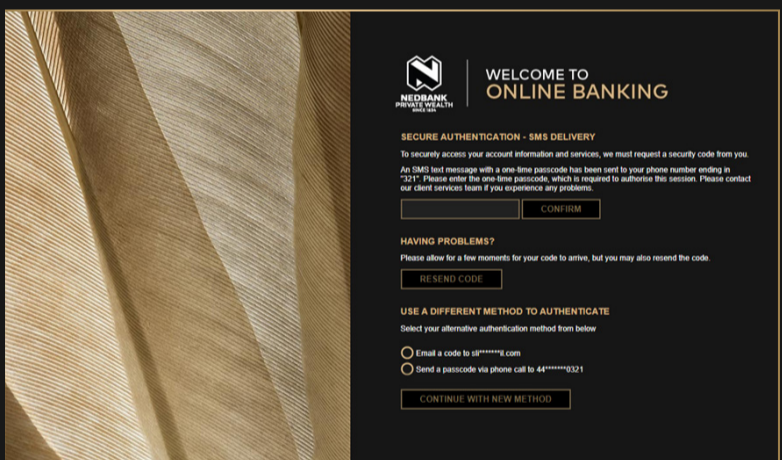 NEDBANK
PRIVATE WEALTH
SINCE 1834
WELCOME TO
ONLINE BANKING
SECURE AUTHENTICATION - SMS DELIVERY
To securely access your account information and services, we must request a security code from you.
An SMS text message with a one-time passcode has been sent to your phone number ending in
"321". Please enter the one-time passcode, which is required to authorise this session. Please contact
our client services team if you experience any problems.
CONFIRM
HAVING PROBLEMS?
Please allow for a few moments for your code to arrive, but you may also resend the code.
RESEND CODE
USE A DIFFERENT METHOD TO AUTHENTICATE
Select your alternative authentication method from below
Email a code to sli*******il.com
Send a passcode via phone call to 44*******0321
CONTINUE WITH NEW METHOD